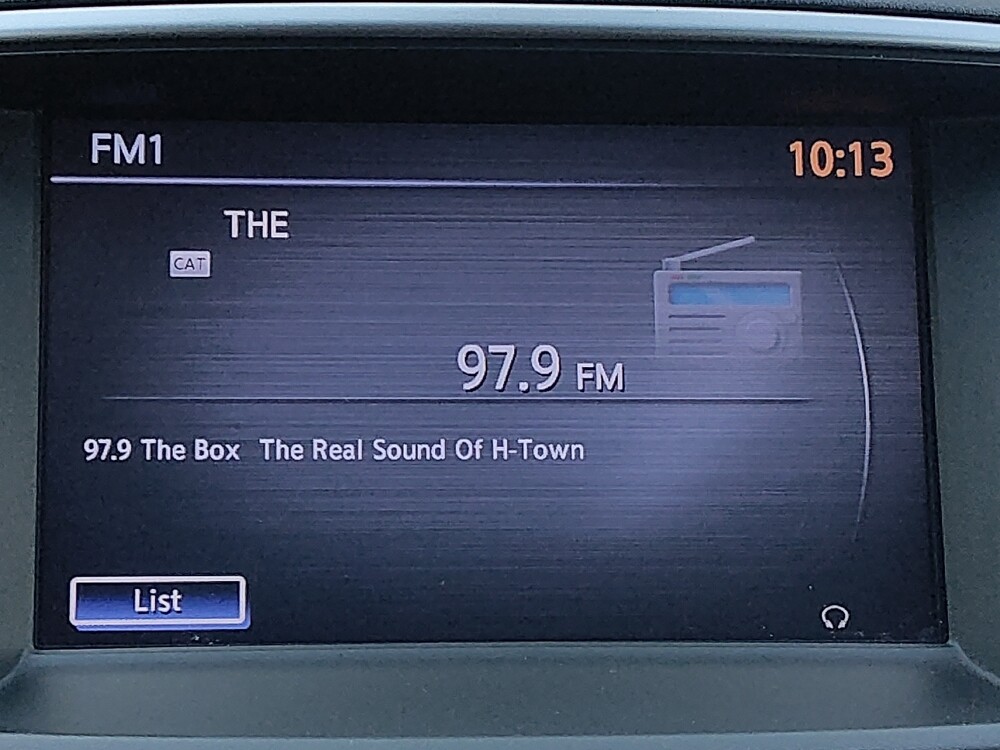 FM1 10:13
THE
CAT
97.9 FM
97.9 The Box The Real Sound Of H-Town
List